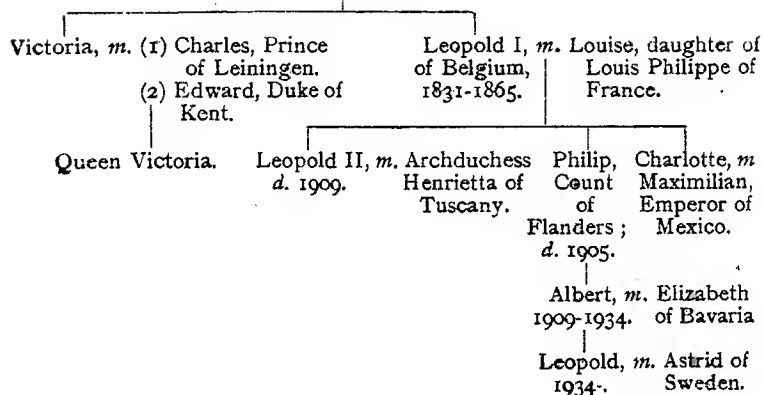 Victoria, m. (1) Charles, Prince of Leiningen.
(2) Edward, Duke of Kent.
Queen Victoria.
Leopold I, m. Louise, daughter of
of Belgium, Louis Philippe of
1831-1865. France.
Leopold II, m. Archduchess
d. 1909. Henrietta of
Tuscany.
Philip,
Count
of
Flanders ;
d. 1905.
Charlotte, m
Maximilian,
Emperor of
Mexico.
Albert, m. Elizabeth
1909-1934. of Bavaria
Leopold, m. Astrid of
1934-. Sweden.